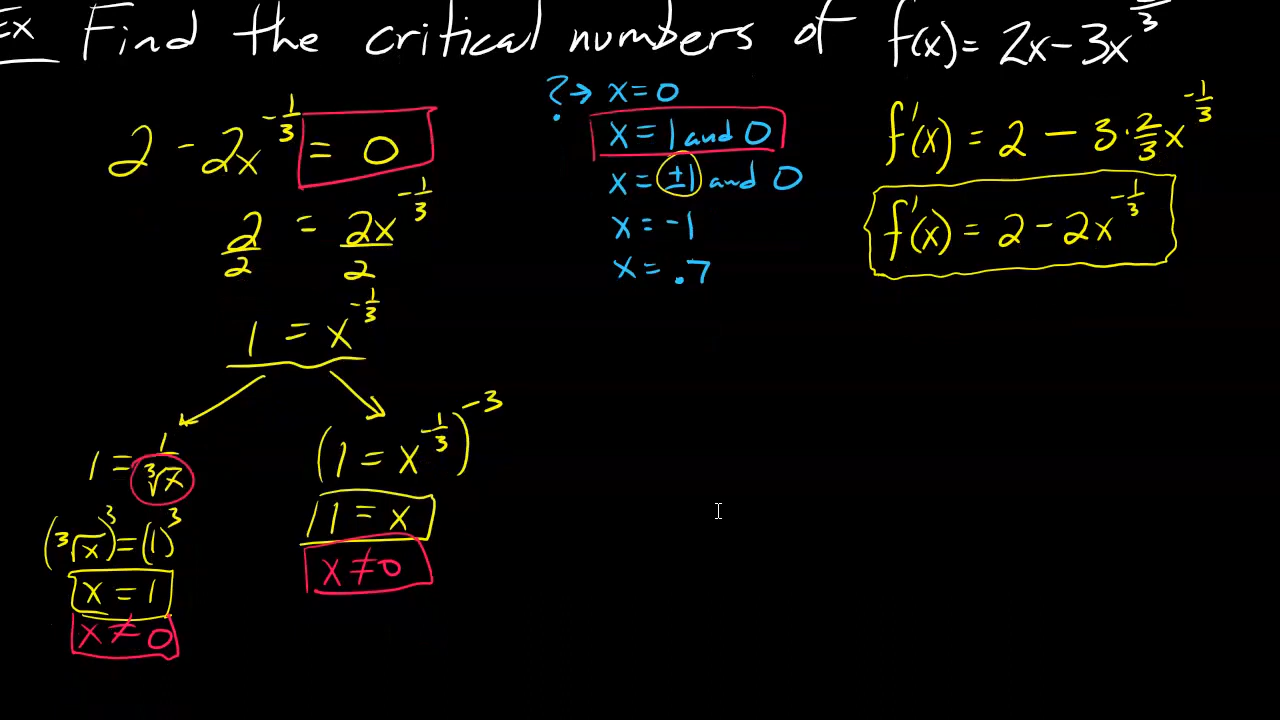 Ex Find the critical numbers of f(x) = 2x - 3x^(2/3)
2 - 2x^(-1/3) = 0
2/2 = 2x^(-1/3)/2
1 = x^(-1/3)
1 = 1/∛x
(∛x)^3 = (1)^3
x = 1
x ≠ 0
(1 = x^(-1/3))^-3
1 = x
x ≠ 0
? → x = 0
x = 1 and 0
x = ±1 and 0
x = -1
x = .7
f'(x) = 2 - 3 · 2/3 x^(-1/3)
f'(x) = 2 - 2x^(-1/3)